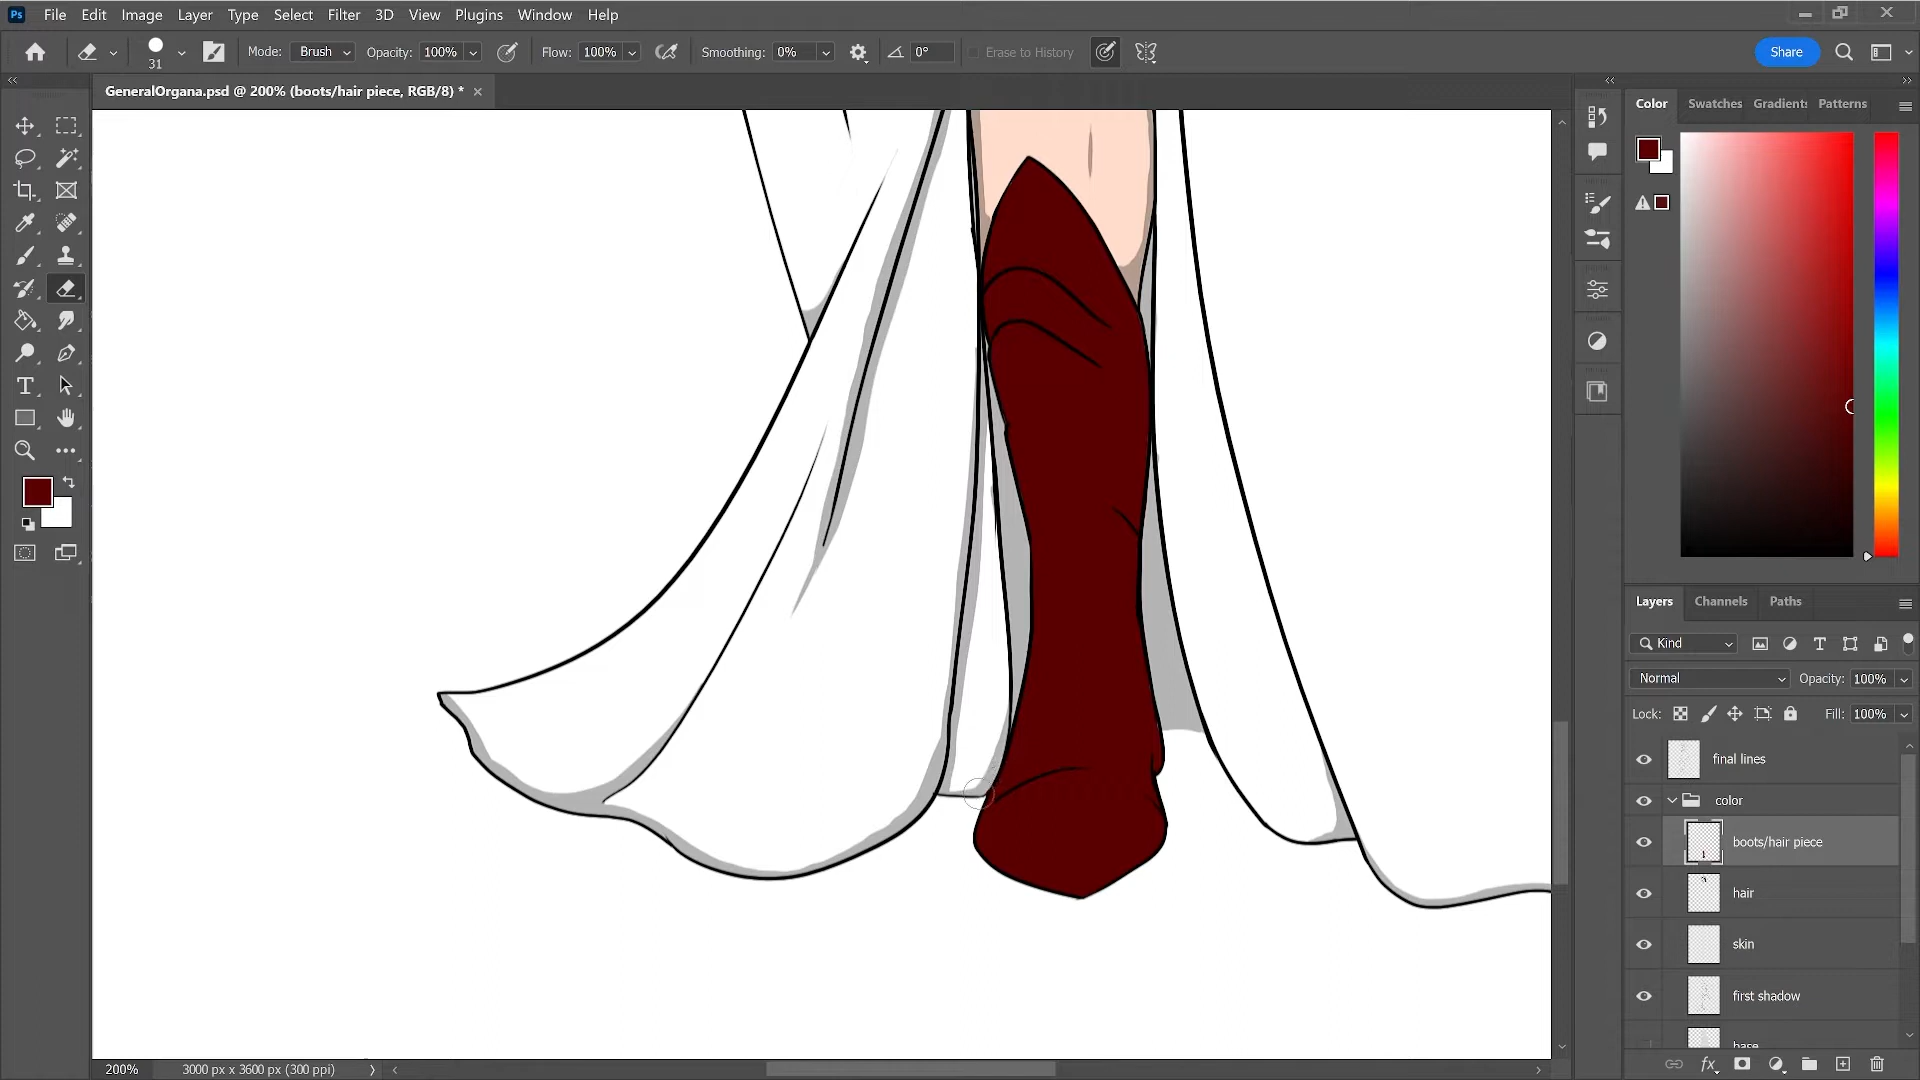 Ps File Edit Image Layer Type Select Filter 3D View Plugins Window Help
31 Mode: Brush Opacity: 100% Flow: 100% Smoothing: 0% 0° Erase to History Share
GeneralOrgana.psd @ 200% (boots/hair piece, RGB/8) * ×
Color Swatches Gradients Patterns
Layers Channels Paths
Kind
Normal Opacity: 100%
Lock: Fill: 100%
final lines
color
boots/hair piece
hair
skin
first shadow
base
fx
200% 3000 px x 3600 px (300 ppi)